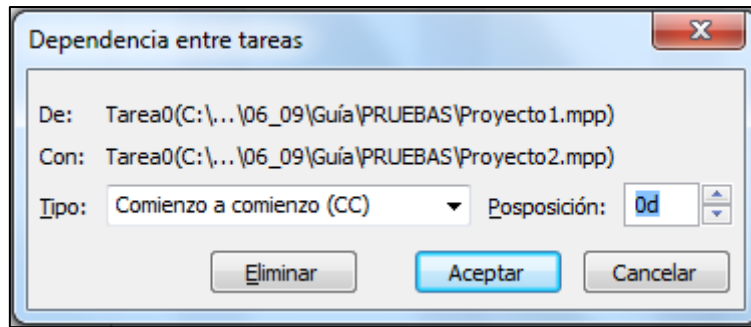 Dependencia entre tareas
De: Tarea0(C:\...\06_09\Guía\PRUEBAS\Proyecto1.mpp)
Con: Tarea0(C:\...\06_09\Guía\PRUEBAS\Proyecto2.mpp)
Tipo: Comienzo a comienzo (CC) Posposición: 0d
Eliminar Aceptar Cancelar